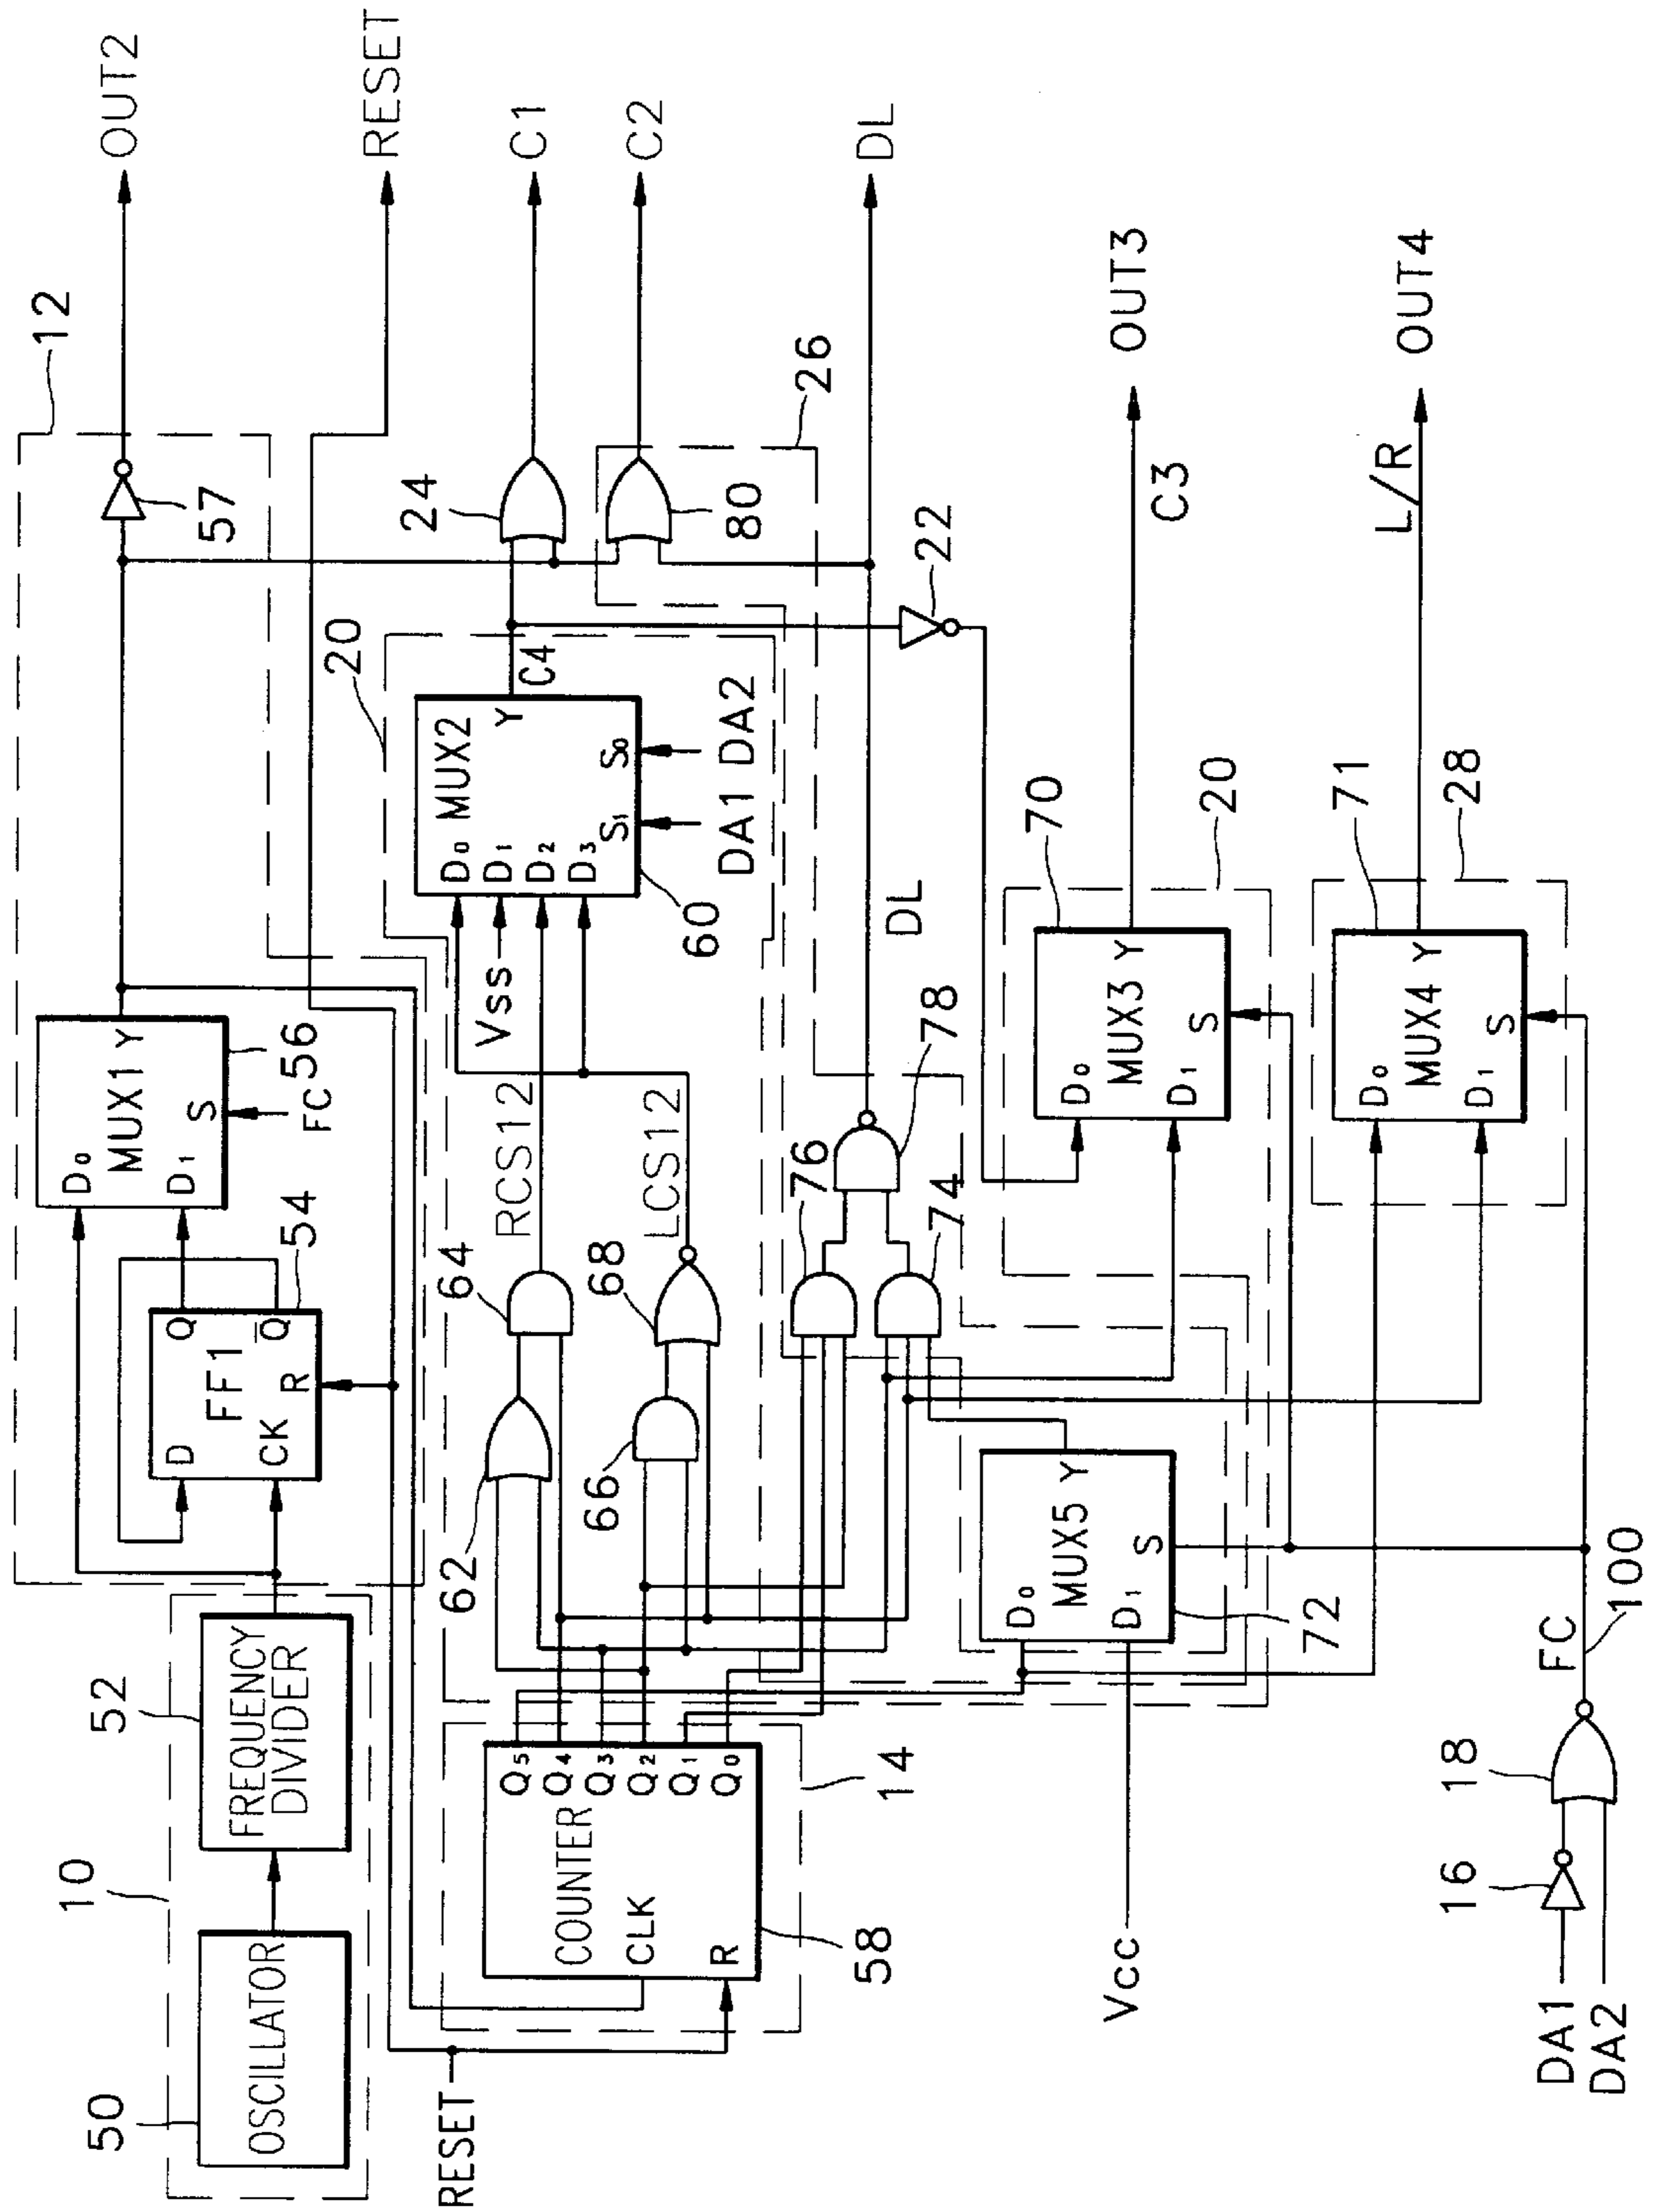 10
50
OSCILLATOR
52
FREQUENCY
DIVIDER
12
54
D
Q
FF1
Q̅
CK
R
D₀
MUX1
Y
D₁
S
FC
56
57
OUT2
RESET
RESET
14
58
COUNTER
CLK
R
Q₅
Q₄
Q₃
Q₂
Q₁
Q₀
62
64
RCS12
66
68
LCS12
Vss
20
D₀
D₁
D₂
D₃
MUX2
Y
S₁
S₀
60
C4
DA1
DA2
24
C1
80
C2
26
22
76
74
78
DL
DL
Vcc
72
D₀
MUX5
Y
D₁
S
70
20
D₀
MUX3
Y
D₁
S
C3
OUT3
71
28
D₀
MUX4
Y
D₁
S
L/R
OUT4
DA1
DA2
16
18
FC
100